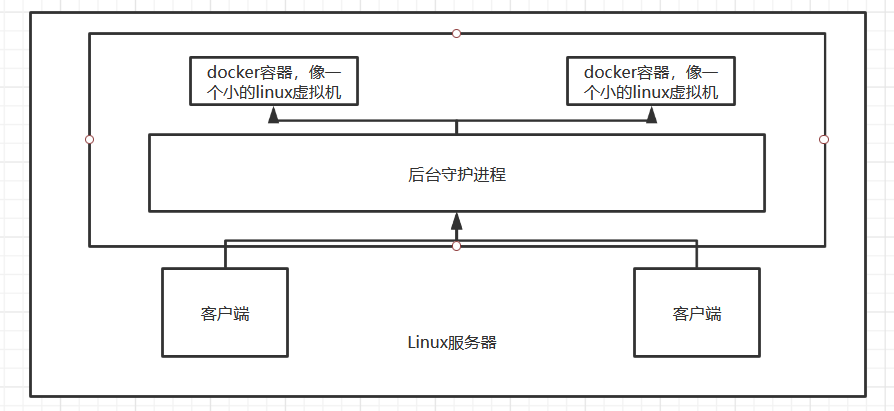 docker容器，像一
个小的linux虚拟机
docker容器，像一
个小的linux虚拟机
后台守护进程
客户端
客户端
Linux服务器